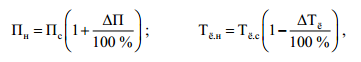 Пн = Пс(1 + ΔП / 100 %); Тё.н = Тё.с(1 − ΔТё / 100 %),